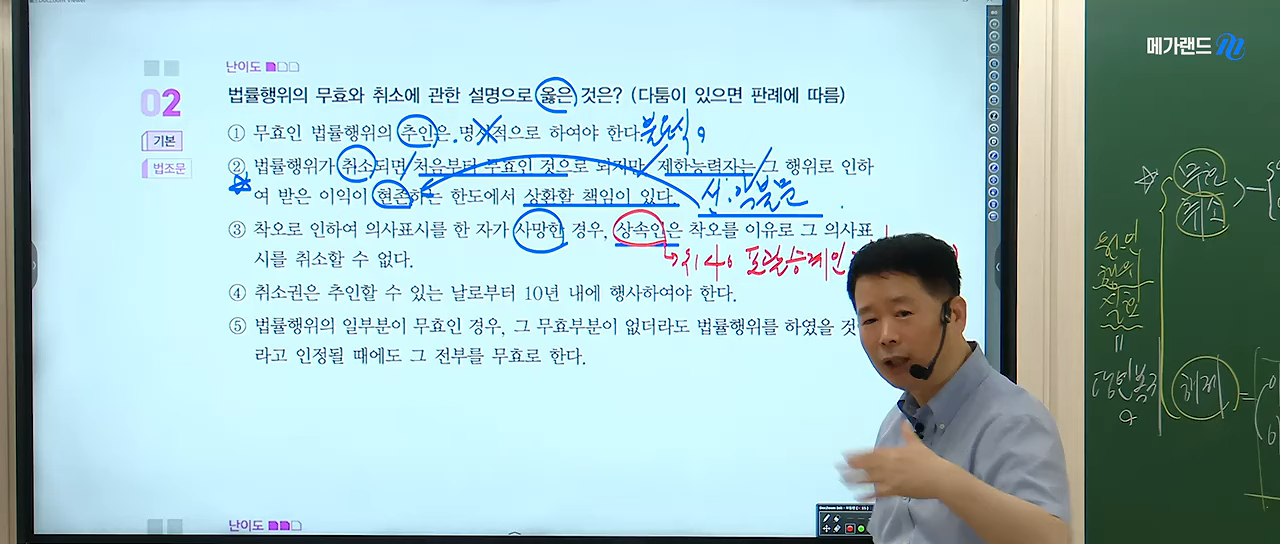 메가랜드
난이도
02
기본
법조문
법률행위의 무효와 취소에 관한 설명으로 옳은 것은? (다툼이 있으면 판례에 따름)
① 무효인 법률행위의 추인은 명시적으로 하여야 한다.
② 법률행위가 취소되면 처음부터 무효인 것으로 되지만, 제한능력자는 그 행위로 인하
여 받은 이익이 현존하는 한도에서 상환할 책임이 있다.
선·악불문
③ 착오로 인하여 의사표시를 한 자가 사망한 경우, 상속인은 착오를 이유로 그 의사표
시를 취소할 수 없다.
포괄승계인
④ 취소권은 추인할 수 있는 날로부터 10년 내에 행사하여야 한다.
⑤ 법률행위의 일부분이 무효인 경우, 그 무효부분이 없더라도 법률행위를 하였을 것
라고 인정될 때에도 그 전부를 무효로 한다.
난이도
무효
취소
해제